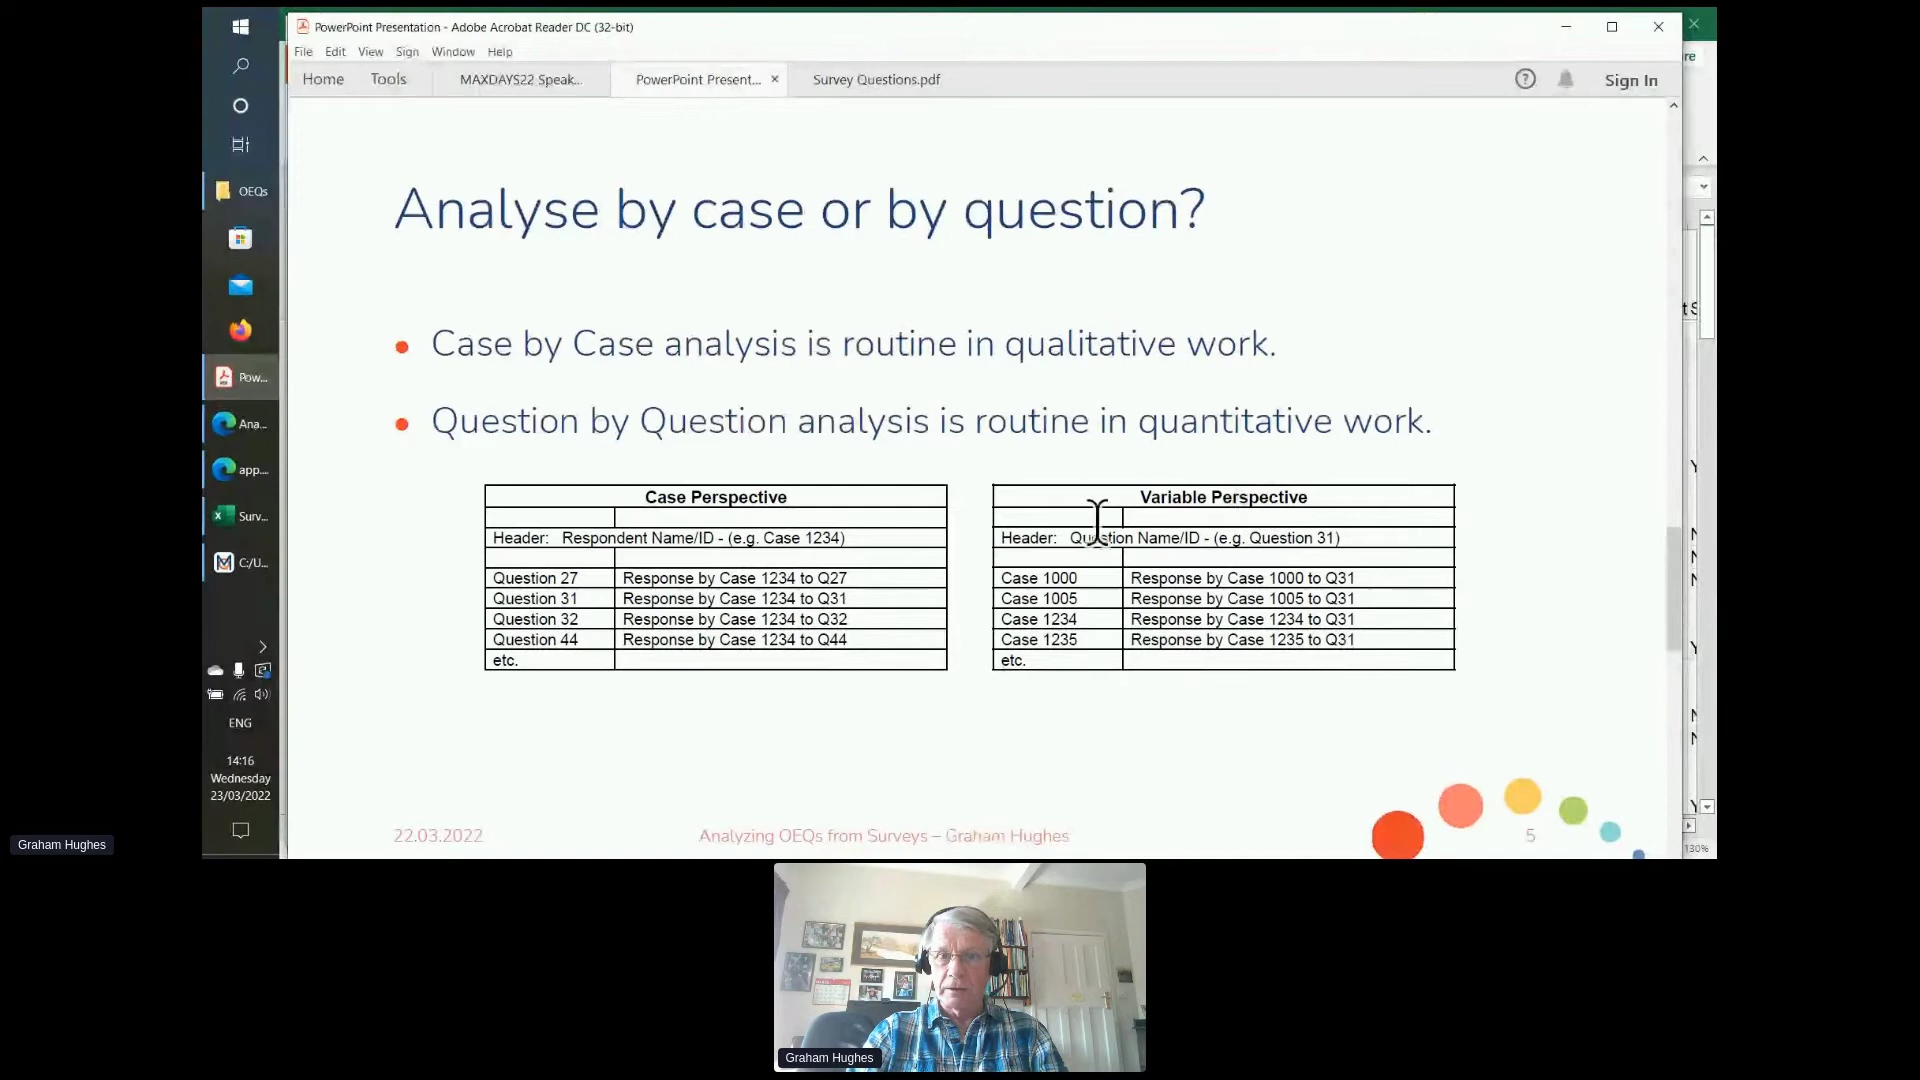 PowerPoint Presentation - Adobe Acrobat Reader DC (32-bit)
File Edit View Sign Window Help
Home Tools MAXDAYS22 Speak... PowerPoint Present... × Survey Questions.pdf Sign In
re
OEQs
Analyse by case or by question?
• Case by Case analysis is routine in qualitative work.
• Question by Question analysis is routine in quantitative work.
Pow...
Ana...
app...
Surv...
C:/U...
Case Perspective
Header: Respondent Name/ID - (e.g. Case 1234)
Question 27 Response by Case 1234 to Q27
Question 31 Response by Case 1234 to Q31
Question 32 Response by Case 1234 to Q32
Question 44 Response by Case 1234 to Q44
etc.
Variable Perspective
Header: Question Name/ID - (e.g. Question 31)
Case 1000 Response by Case 1000 to Q31
Case 1005 Response by Case 1005 to Q31
Case 1234 Response by Case 1234 to Q31
Case 1235 Response by Case 1235 to Q31
etc.
ENG
14:16
Wednesday
23/03/2022
22.03.2022 Analyzing OEQs from Surveys – Graham Hughes 5
130%
Graham Hughes
Graham Hughes